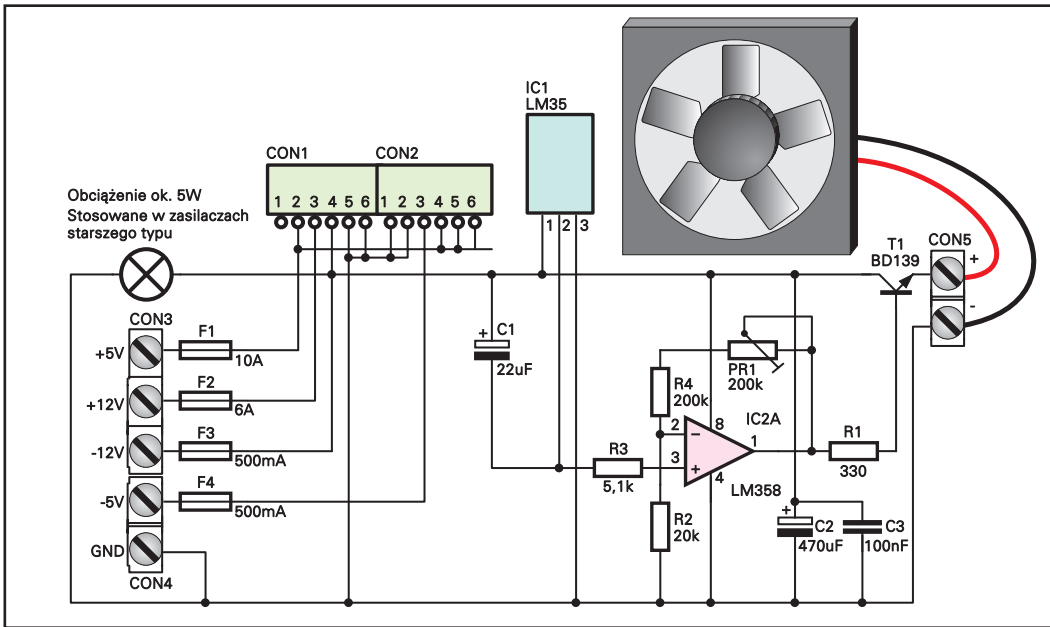 IC1
LM35
CON1
CON2
1 2 3 4 5 6
1 2 3 4 5 6
1 2 3
Obciążenie ok. 5W
Stosowane w zasilaczach
starszego typu
T1
BD139
CON5
+
-
CON3
+5V
F1
10A
+12V
F2
6A
-12V
F3
500mA
-5V
F4
500mA
GND
CON4
+
C1
22uF
PR1
200k
R4
200k
IC2A
2
-
8
1
3
+
4
LM358
R3
5,1k
R1
330
R2
20k
+
C2
470uF
C3
100nF